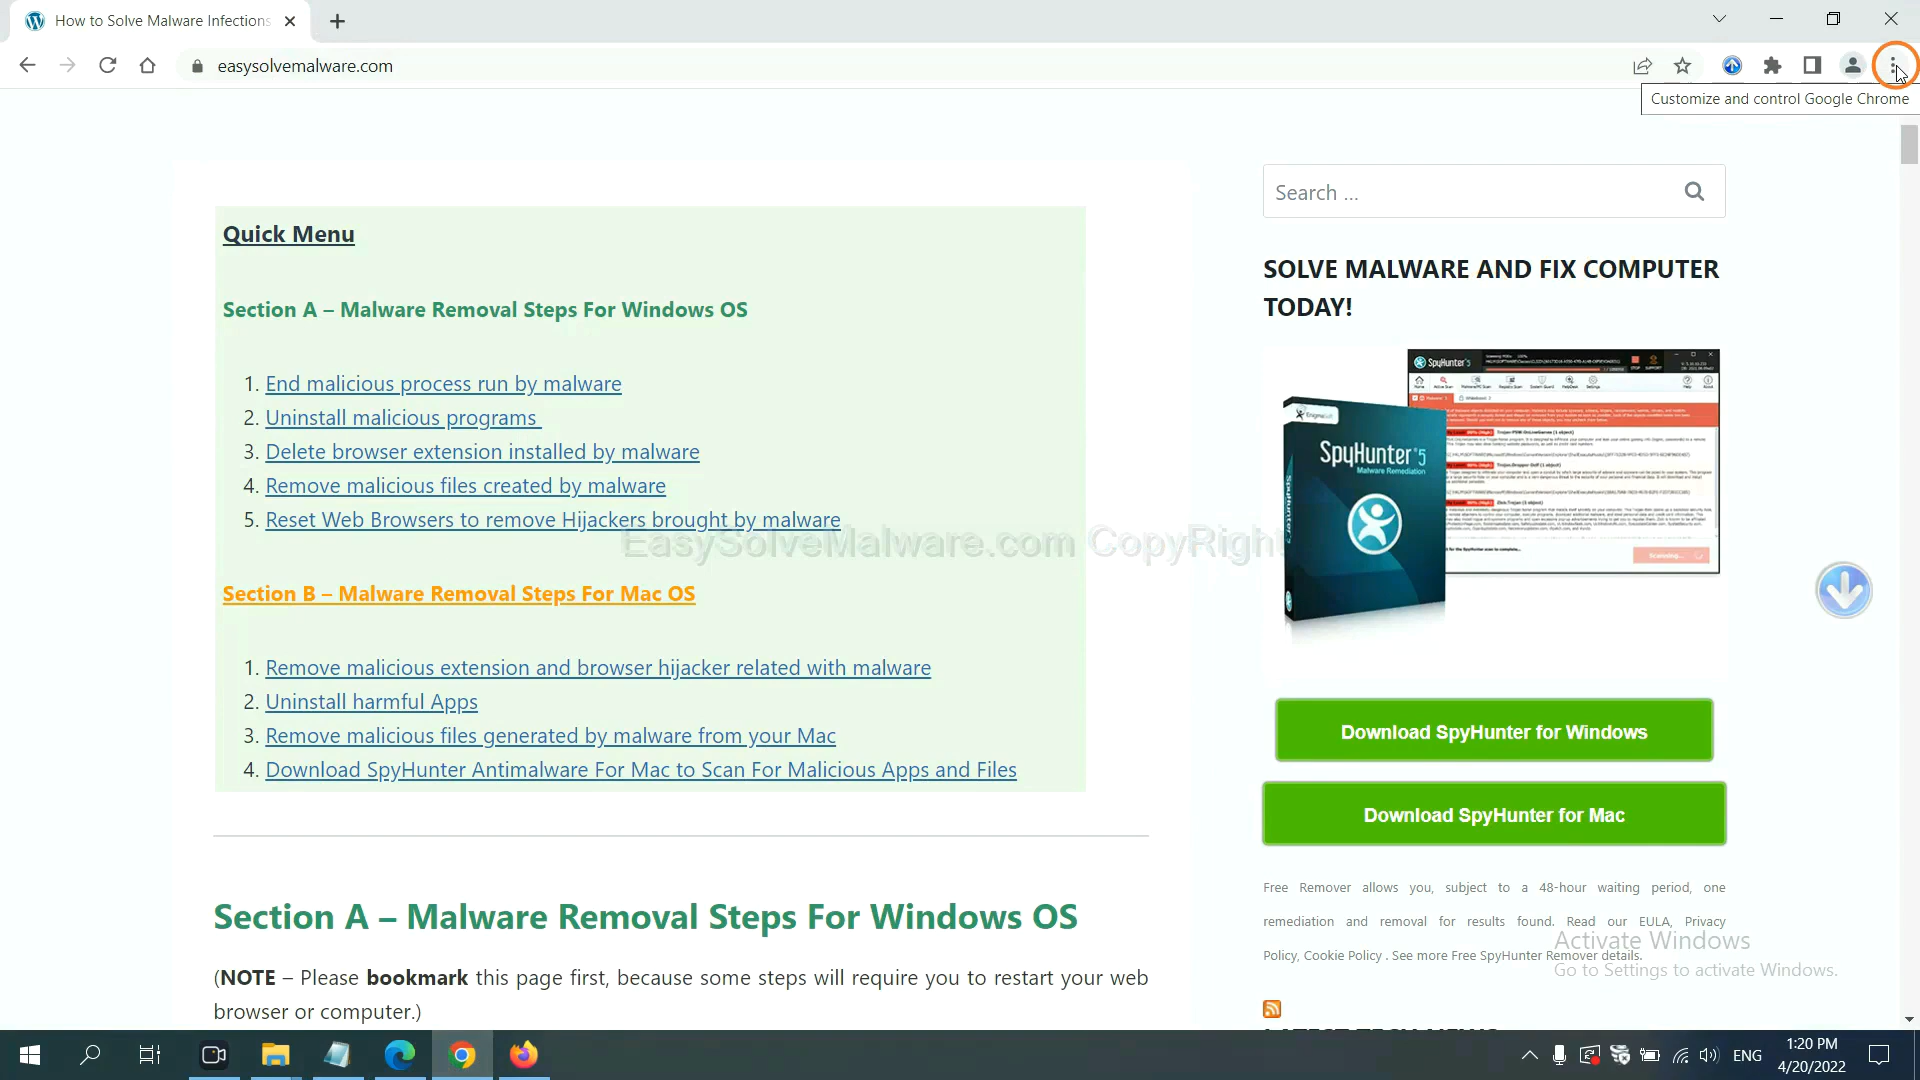 How to Solve Malware Infections
easysolvemalware.com
Customize and control Google Chrome
Quick Menu
Section A – Malware Removal Steps For Windows OS
1. End malicious process run by malware
2. Uninstall malicious programs
3. Delete browser extension installed by malware
4. Remove malicious files created by malware
5. Reset Web Browsers to remove Hijackers brought by malware
EasySolveMalware.com CopyRight
Section B – Malware Removal Steps For Mac OS
1. Remove malicious extension and browser hijacker related with malware
2. Uninstall harmful Apps
3. Remove malicious files generated by malware from your Mac
4. Download SpyHunter Antimalware For Mac to Scan For Malicious Apps and Files
Section A – Malware Removal Steps For Windows OS
(NOTE – Please bookmark this page first, because some steps will require you to restart your web
browser or computer.)
Search ...
SOLVE MALWARE AND FIX COMPUTER
TODAY!
SpyHunter 5
EnigmaSoft
SpyHunter 5
Malware Remediation
Scanning...
Download SpyHunter for Windows
Download SpyHunter for Mac
Free Remover allows you, subject to a 48-hour waiting period, one
remediation and removal for results found. Read our EULA, Privacy
Policy, Cookie Policy . See more Free SpyHunter Remover details.
Activate Windows
Go to Settings to activate Windows.
LATEST TECH NEWS
ENG
1:20 PM
4/20/2022